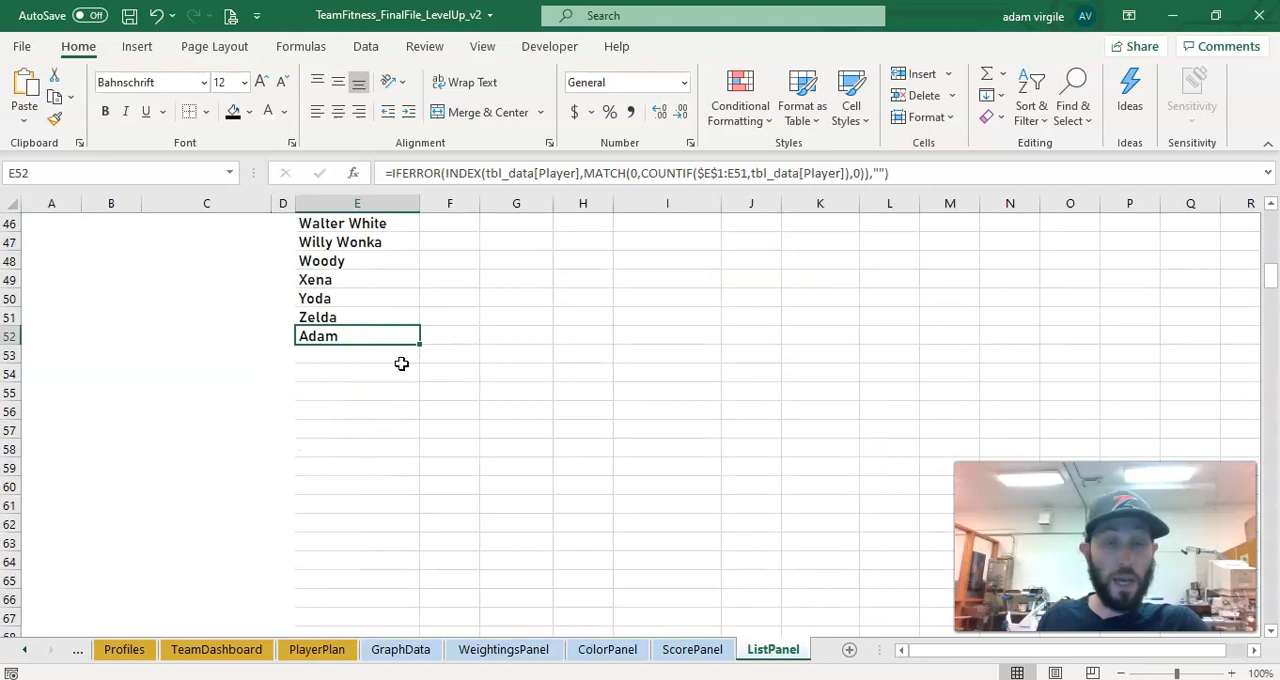 AutoSave Off TeamFitness_FinalFile_LevelUp_v2 Search adam virgile AV
File Home Insert Page Layout Formulas Data Review View Developer Help Share Comments
Paste Bahnschrift 12 Wrap Text General Conditional Formatting Format as Table Cell Styles Insert Delete Format Sort & Filter Find & Select Ideas Sensitivity
B I U Merge & Center $ %
Clipboard Font Alignment Number Styles Cells Editing Ideas Sensitivity
E52 fx =IFERROR(INDEX(tbl_data[Player],MATCH(0,COUNTIF($E$1:E51,tbl_data[Player]),0)),"")
A B C D E F G H I J K L M N O P Q R
46 Walter White
47 Willy Wonka
48 Woody
49 Xena
50 Yoda
51 Zelda
52 Adam
53
54
55
56
57
58
59
60
61
62
63
64
65
66
67
... Profiles TeamDashboard PlayerPlan GraphData WeightingsPanel ColorPanel ScorePanel ListPanel
100%